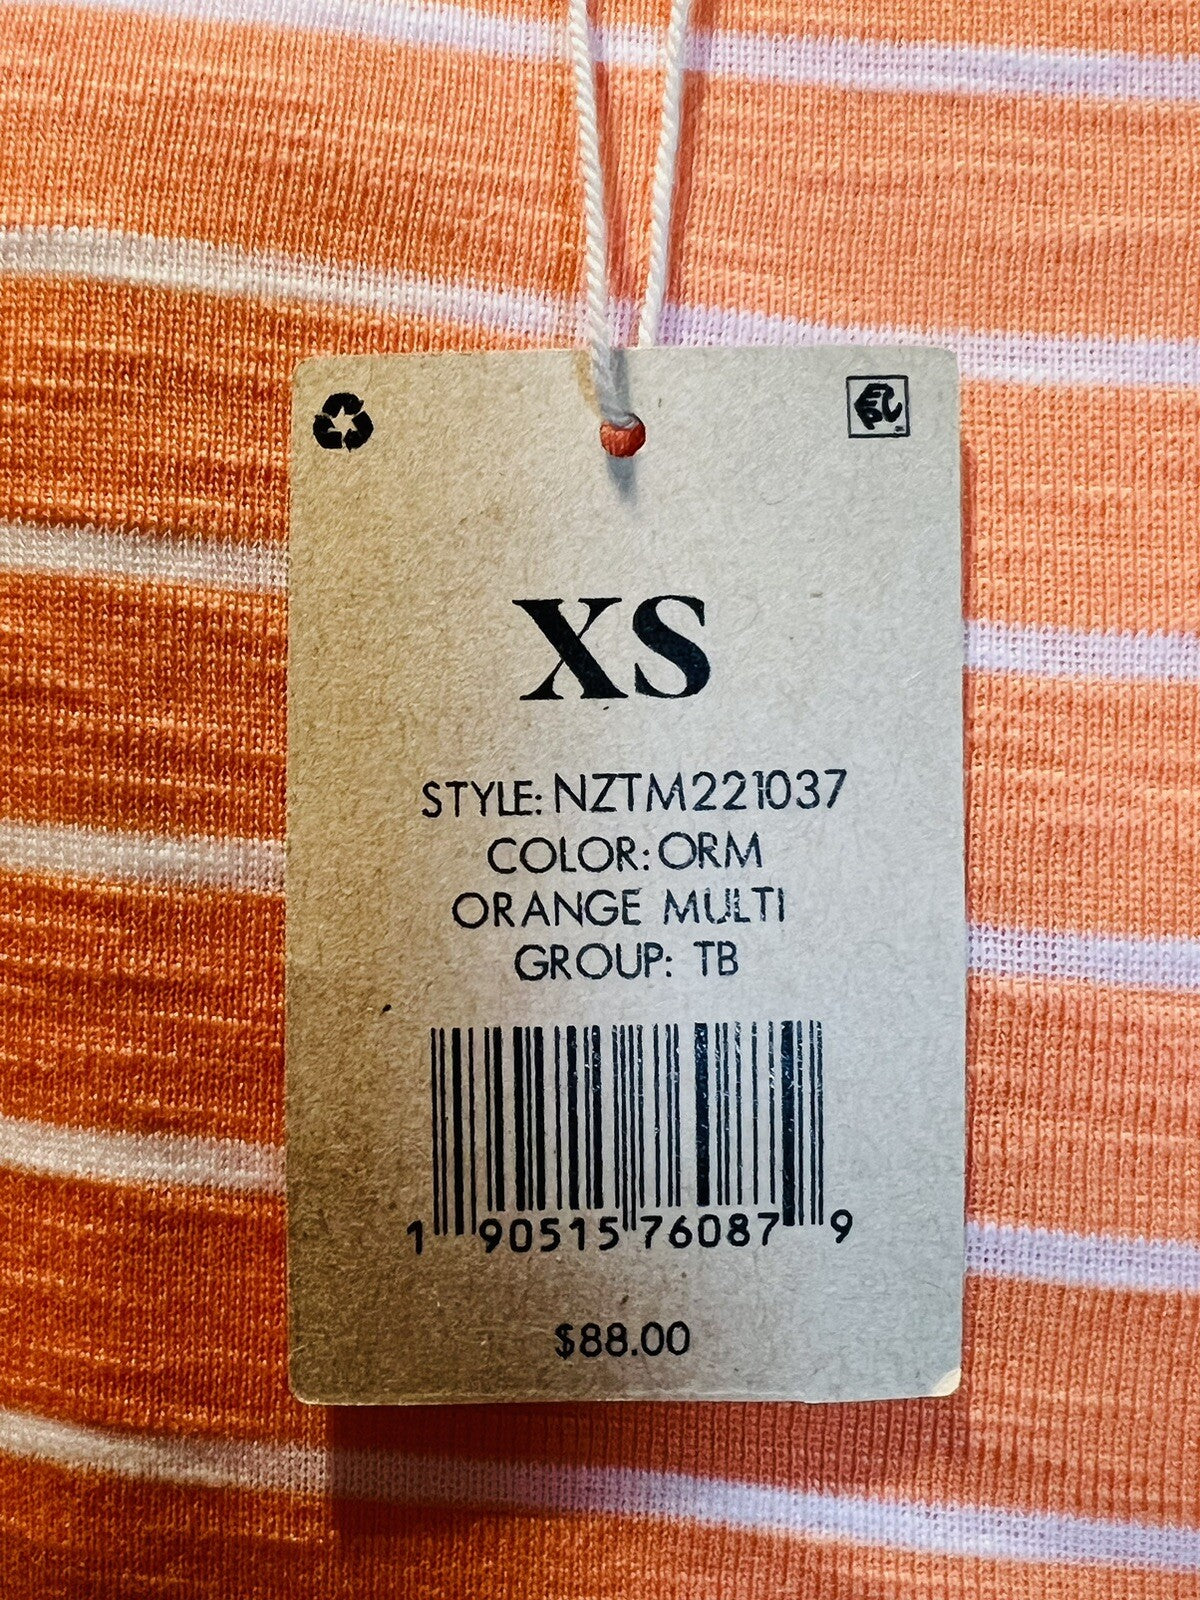 XS
STYLE: NZTM221037
COLOR: ORM
ORANGE MULTI
GROUP: TB
1 90515 76087 9
$88.00